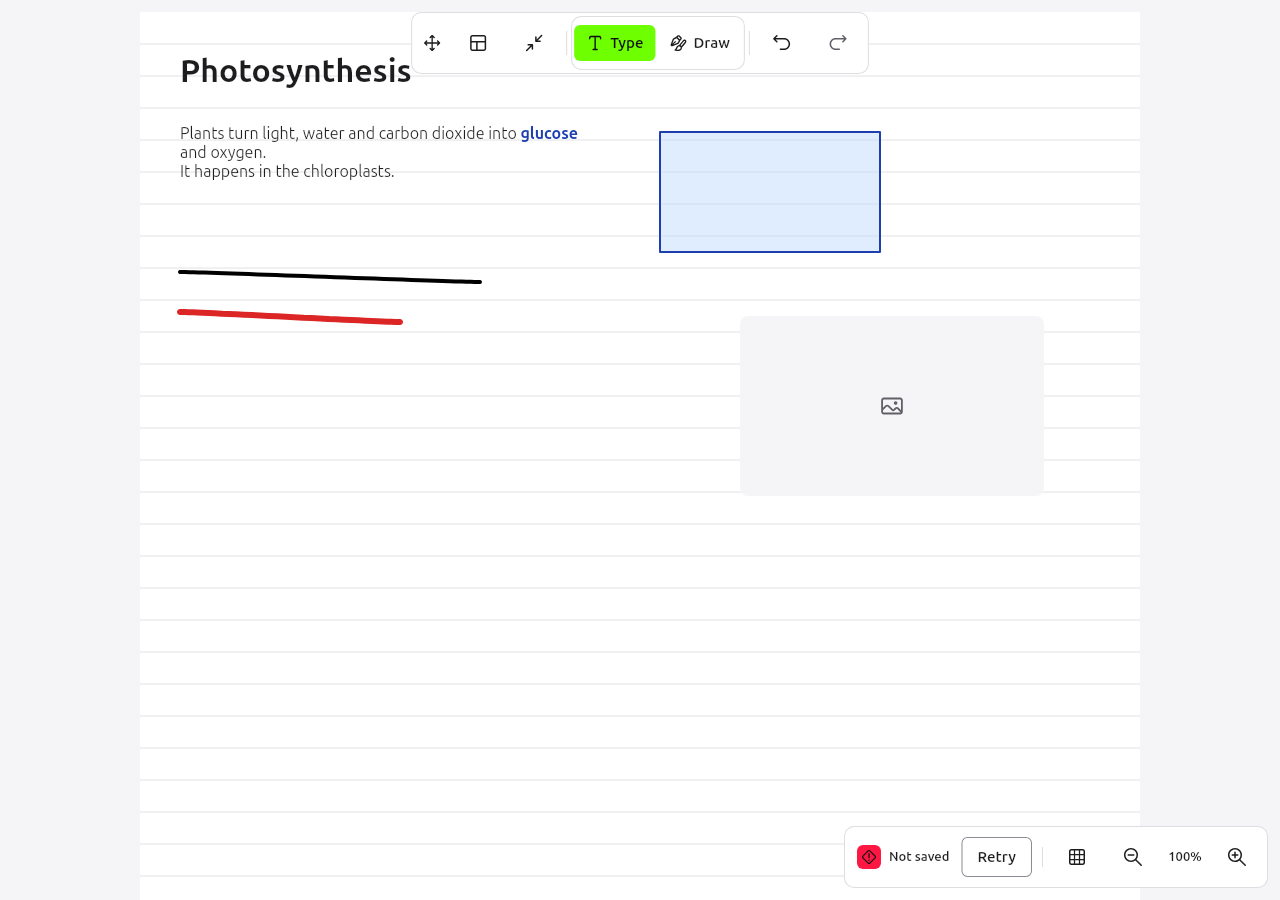 Type
Draw
Photosynthesis
Plants turn light, water and carbon dioxide into glucose
and oxygen.
It happens in the chloroplasts.
Not saved
Retry
100%